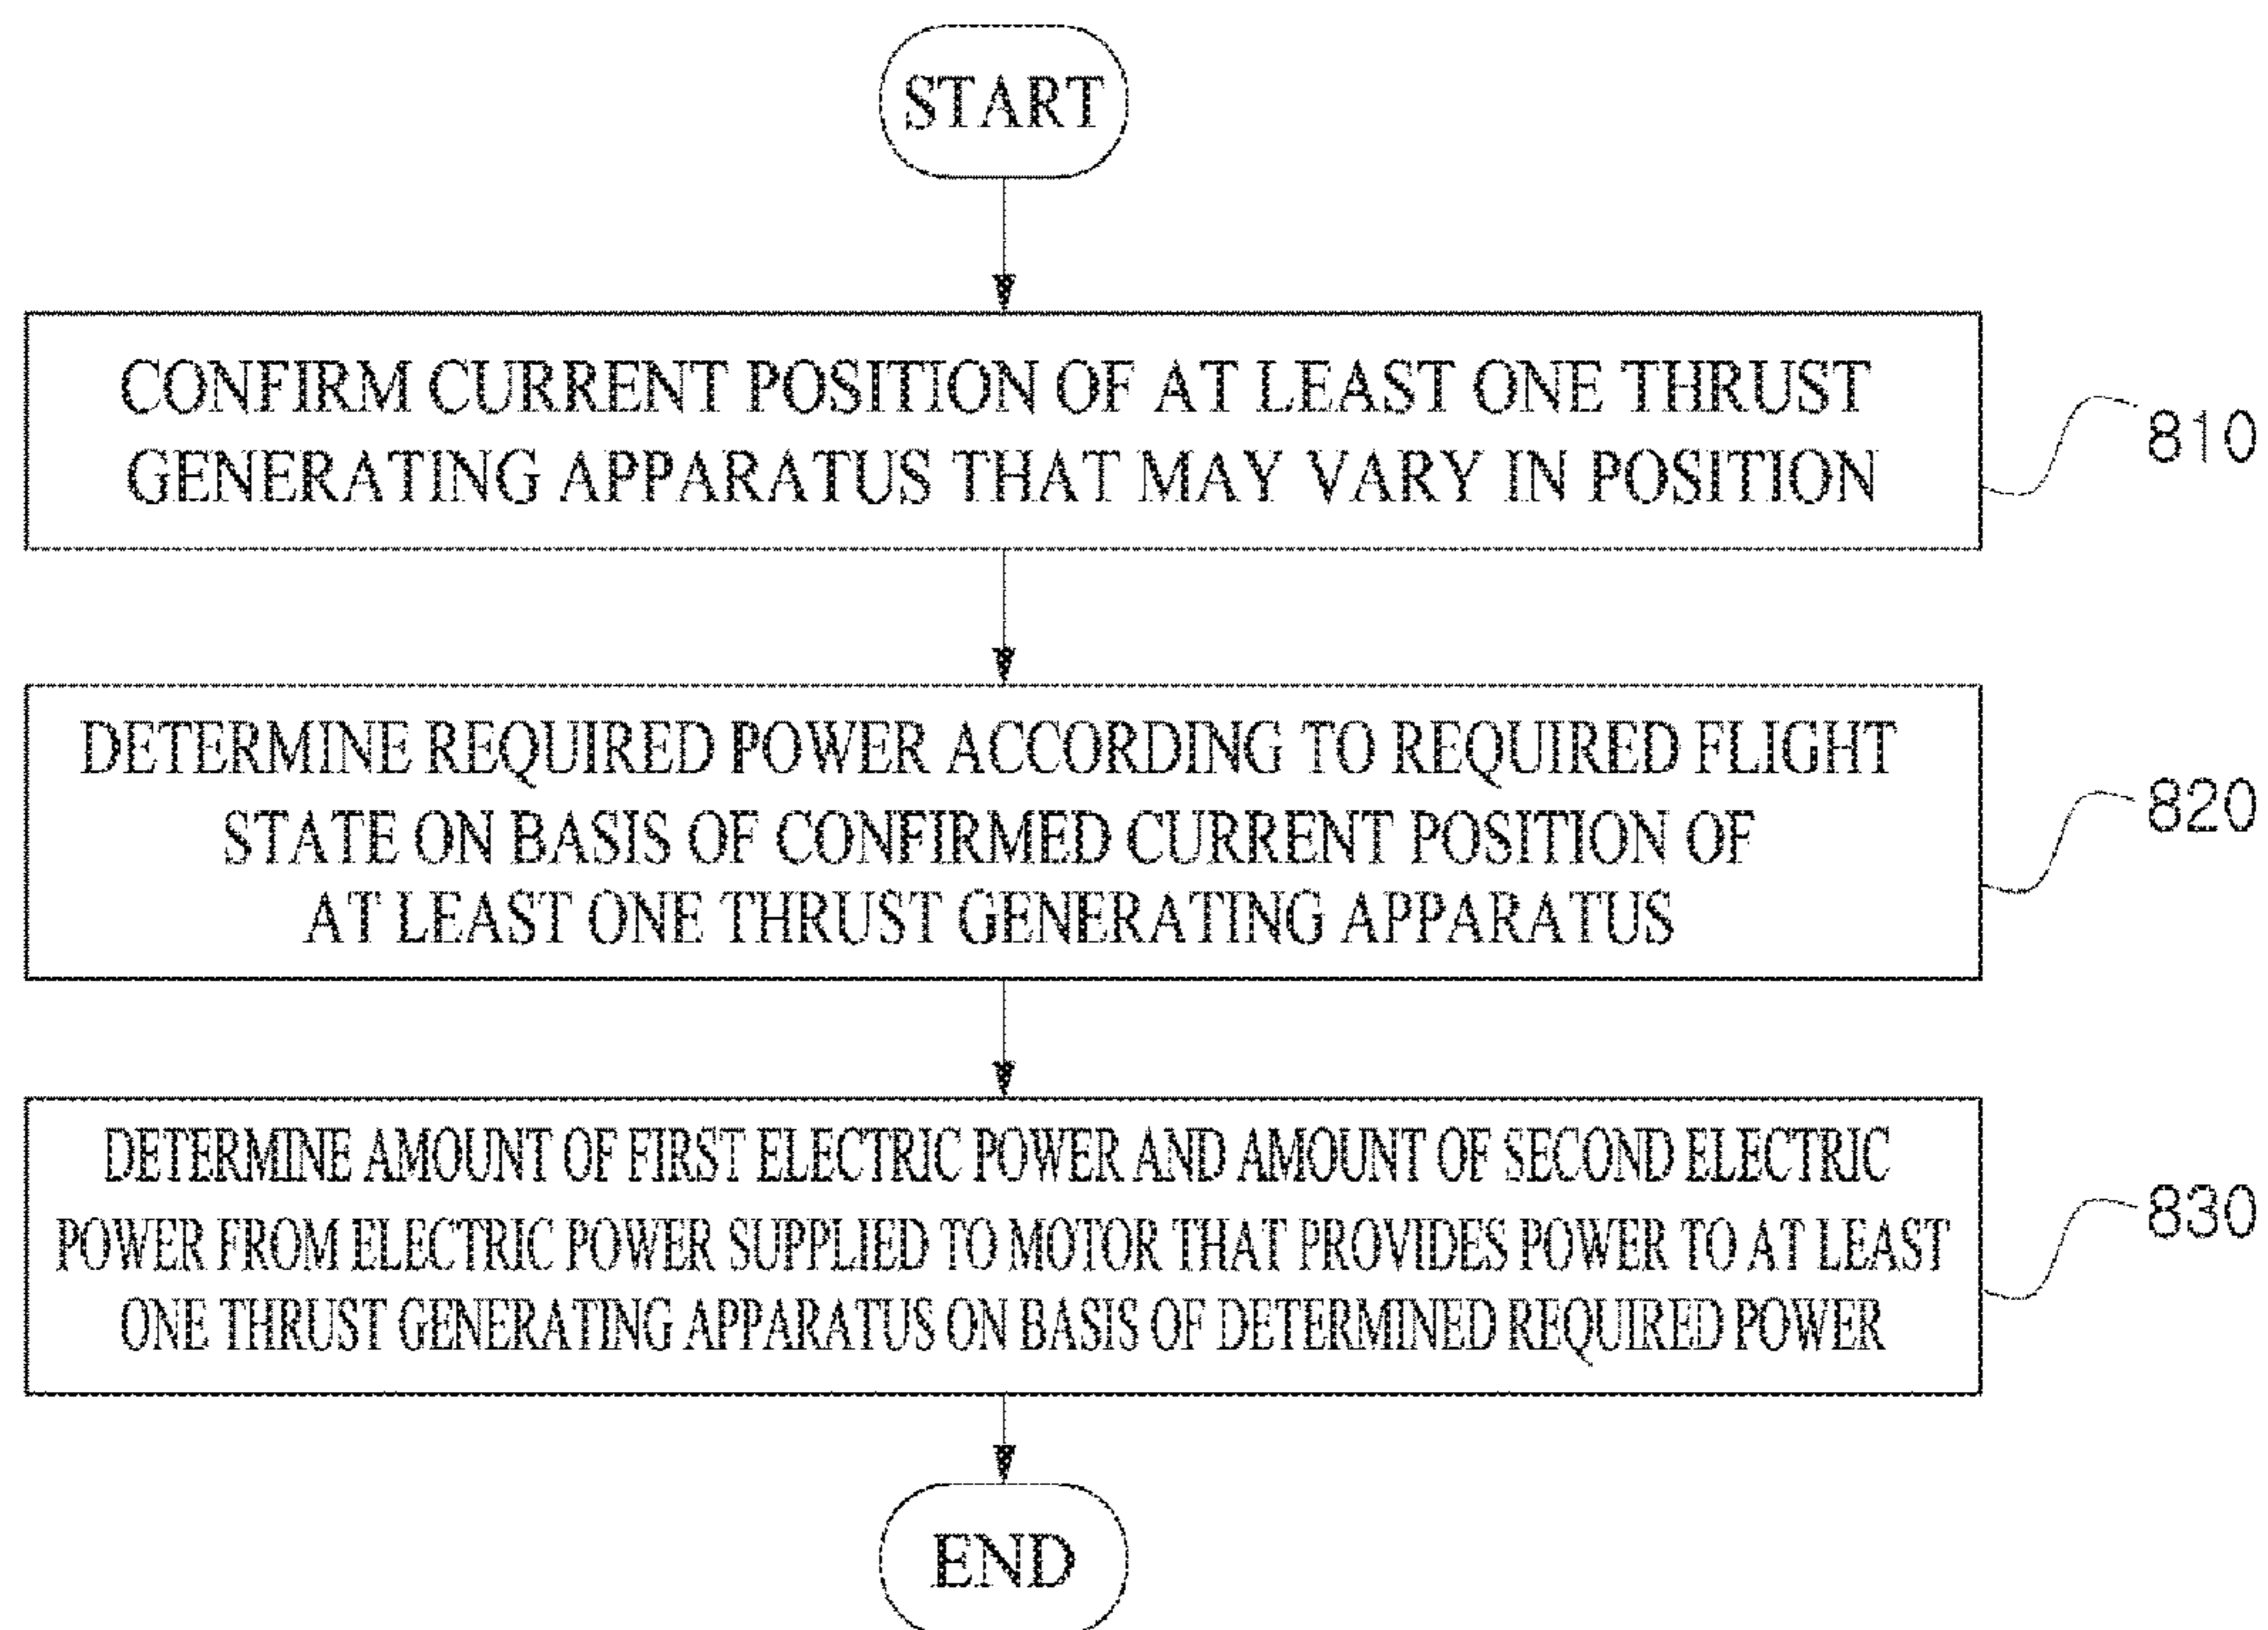 START
CONFIRM CURRENT POSITION OF AT LEAST ONE THRUST
GENERATING APPARATUS THAT MAY VARY IN POSITION
810
DETERMINE REQUIRED POWER ACCORDING TO REQUIRED FLIGHT
STATE ON BASIS OF CONFIRMED CURRENT POSITION OF
AT LEAST ONE THRUST GENERATING APPARATUS
820
DETERMINE AMOUNT OF FIRST ELECTRIC POWER AND AMOUNT OF SECOND ELECTRIC
POWER FROM ELECTRIC POWER SUPPLIED TO MOTOR THAT PROVIDES POWER TO AT LEAST
ONE THRUST GENERATING APPARATUS ON BASIS OF DETERMINED REQUIRED POWER
830
END